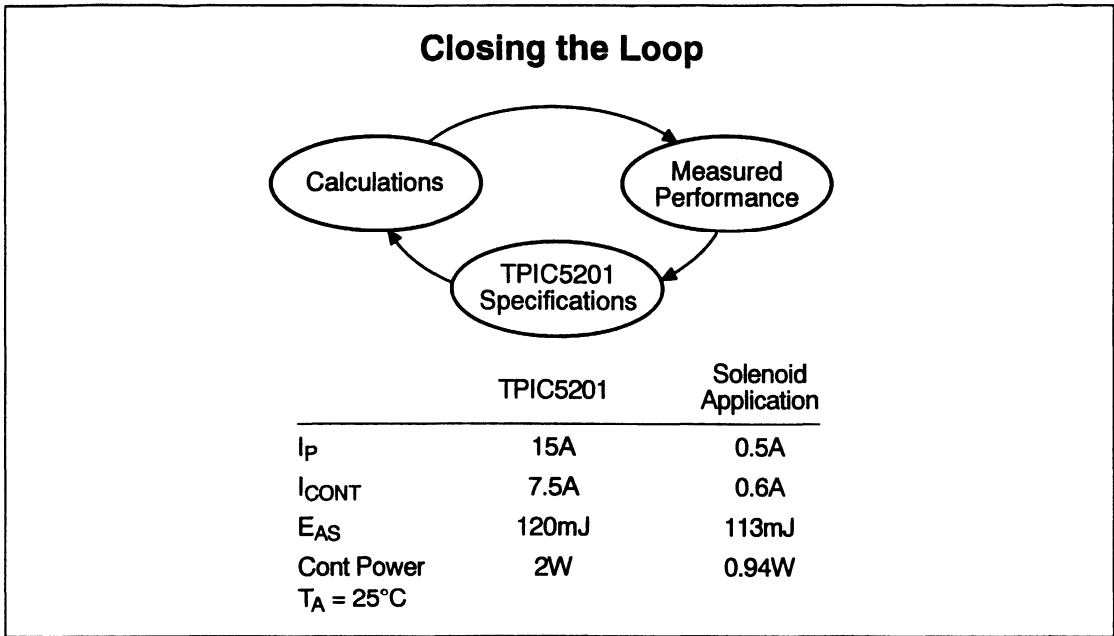 Closing the Loop
Calculations
Measured
Performance
TPIC5201
Specifications
TPIC5201
Solenoid
Application
IP 15A 0.5A
ICONT 7.5A 0.6A
EAS 120mJ 113mJ
Cont Power 2W 0.94W
TA = 25°C